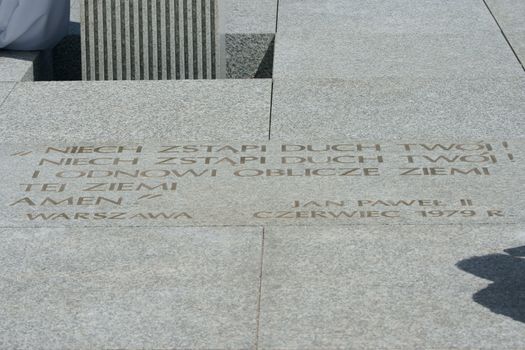 „NIECH ZSTĄPI DUCH TWÓJ!
NIECH ZSTĄPI DUCH TWÓJ!
I ODNOWI OBLICZE ZIEMI
TEJ ZIEMI
AMEN”
JAN PAWEŁ II
WARSZAWA CZERWIEC 1979 R.